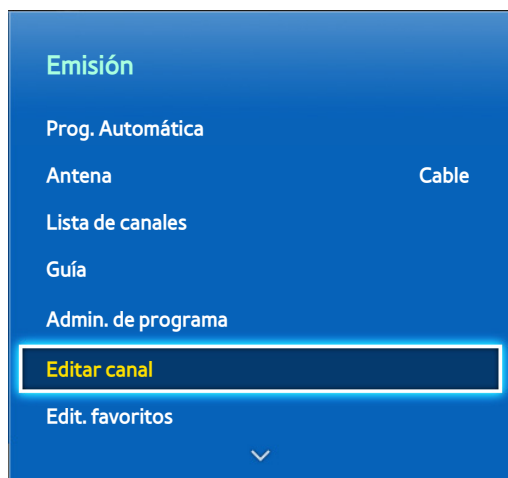 Emisión
Prog. Automática
Antena Cable
Lista de canales
Guía
Admin. de programa
Editar canal
Edit. favoritos